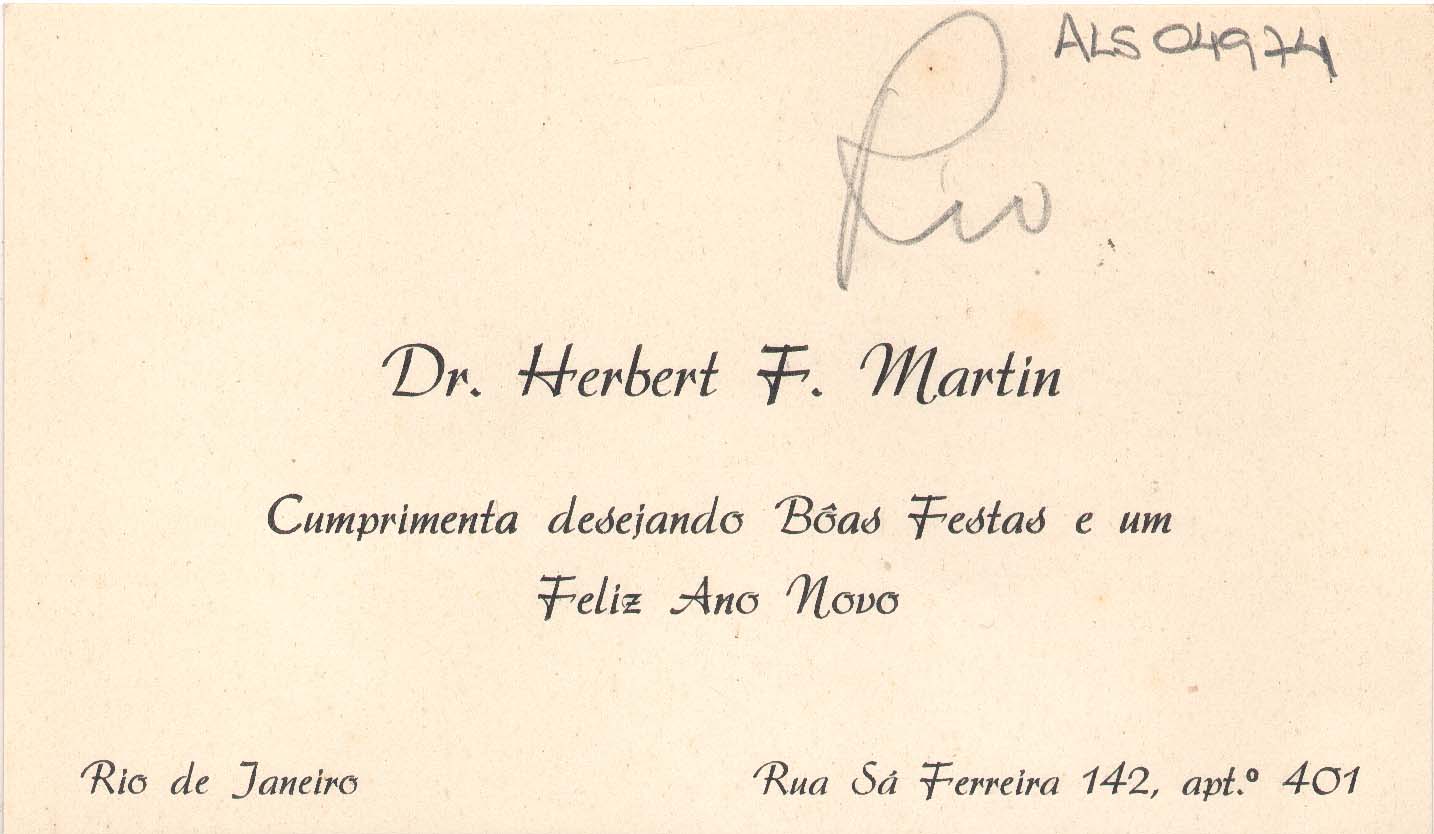 ALS 04974
Rio
Dr. Herbert F. Martin
Cumprimenta desejando Bôas Festas e um
Feliz Ano Novo
Rio de Janeiro
Rua Sá Ferreira 142, apt.º 401